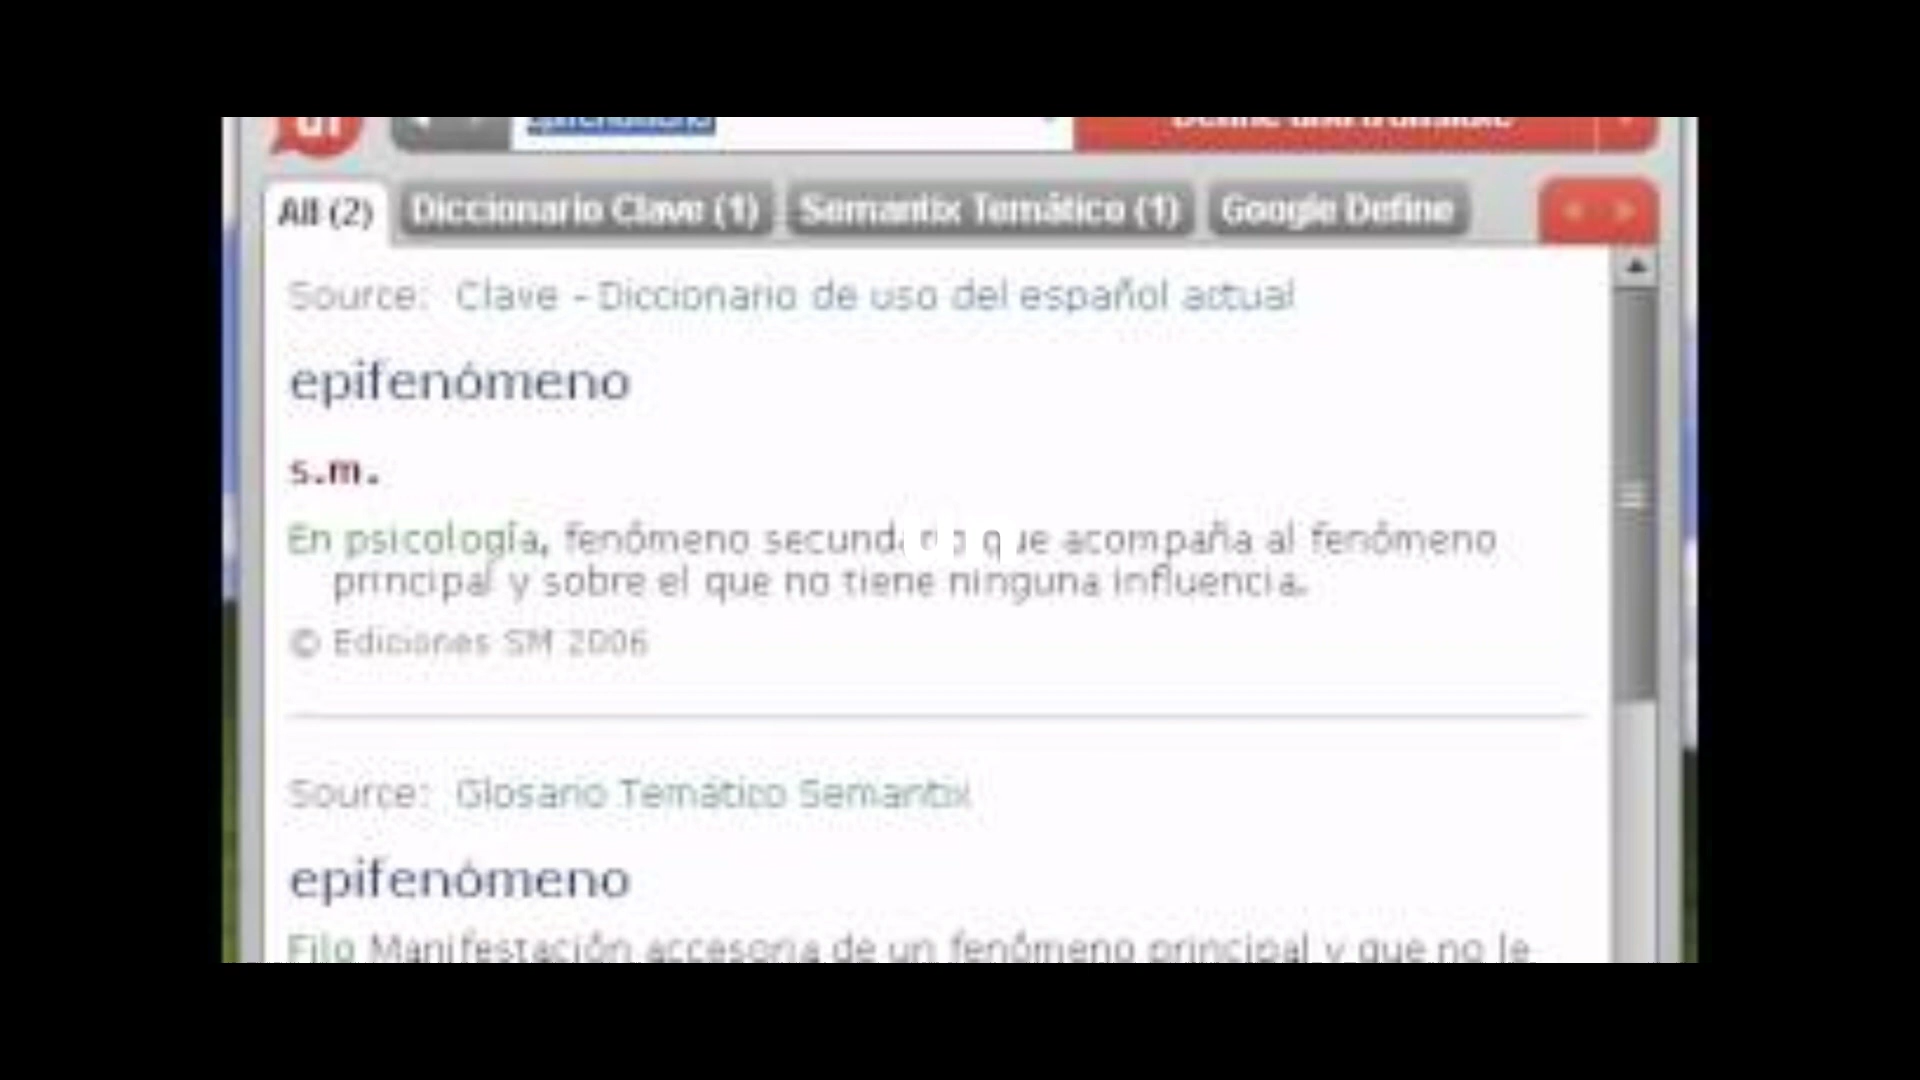 All (2) Diccionario Clave (1) Semantix Temático (1) Google Define
Source: Clave - Diccionario de uso del español actual
epifenómeno
s.m.
En psicología, fenómeno secundario que acompaña al fenómeno
principal y sobre el que no tiene ninguna influencia.
© Ediciones SM 2006
Source: Glosario Temático Semantix
epifenómeno
Filo Manifestación accesoria de un fenómeno principal y que no le